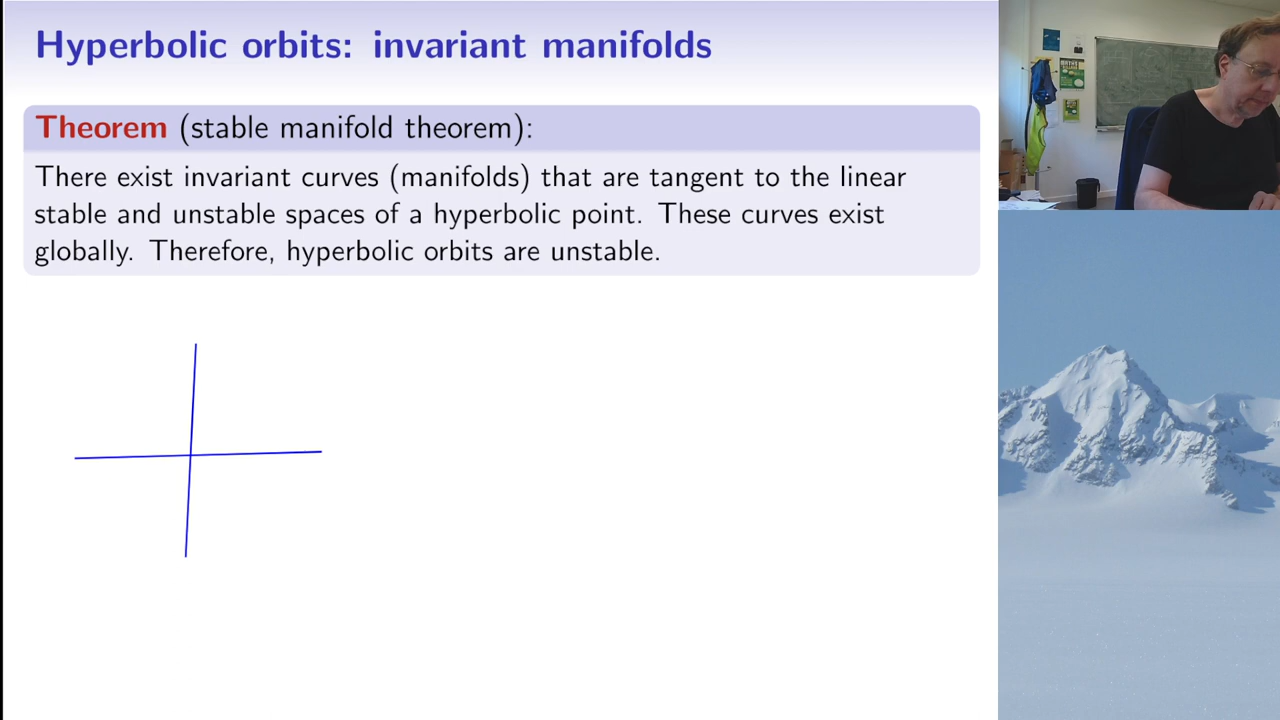 Hyperbolic orbits: invariant manifolds
Theorem (stable manifold theorem):
There exist invariant curves (manifolds) that are tangent to the linear
stable and unstable spaces of a hyperbolic point. These curves exist
globally. Therefore, hyperbolic orbits are unstable.